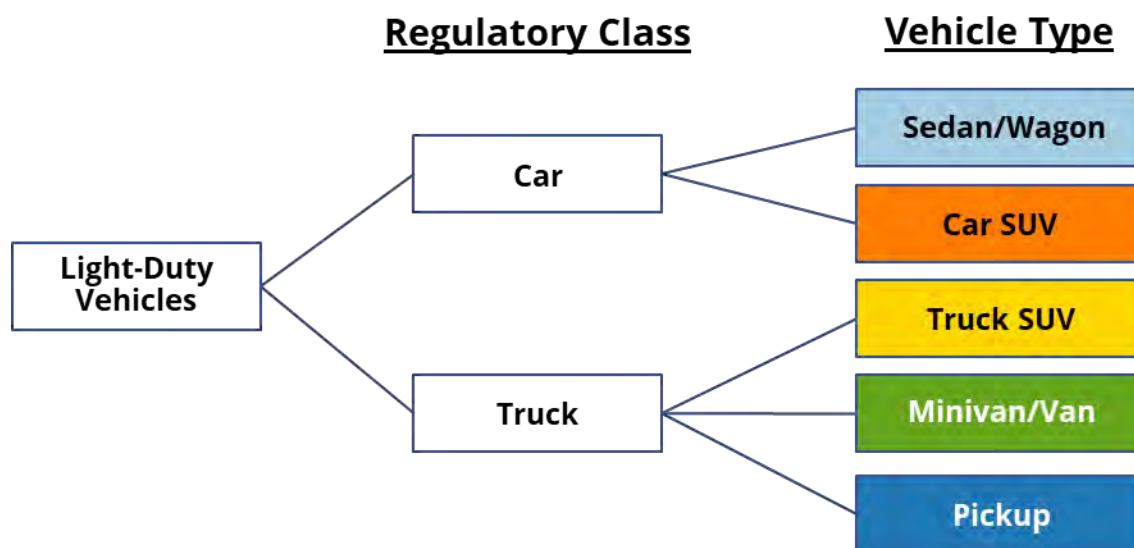 Regulatory Class
Vehicle Type
Sedan/Wagon
Car
Car SUV
Light-Duty
Vehicles
Truck SUV
Truck
Minivan/Van
Pickup